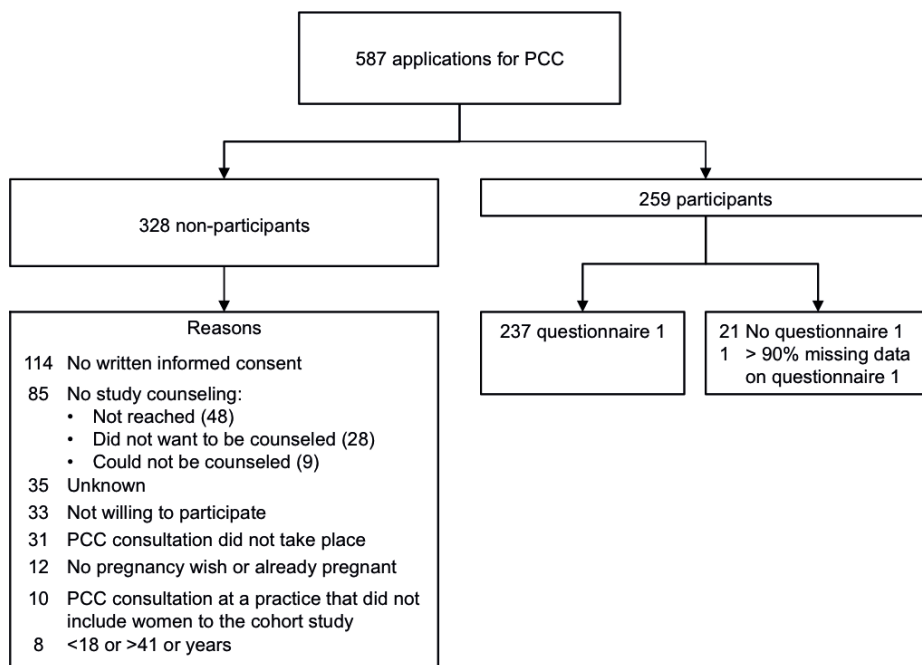 587 applications for PCC
328 non-participants
259 participants
Reasons
114 No written informed consent
85 No study counseling:
• Not reached (48)
• Did not want to be counseled (28)
• Could not be counseled (9)
35 Unknown
33 Not willing to participate
31 PCC consultation did not take place
12 No pregnancy wish or already pregnant
10 PCC consultation at a practice that did not
include women to the cohort study
8 <18 or >41 or years
237 questionnaire 1
21 No questionnaire 1
1 > 90% missing data
on questionnaire 1